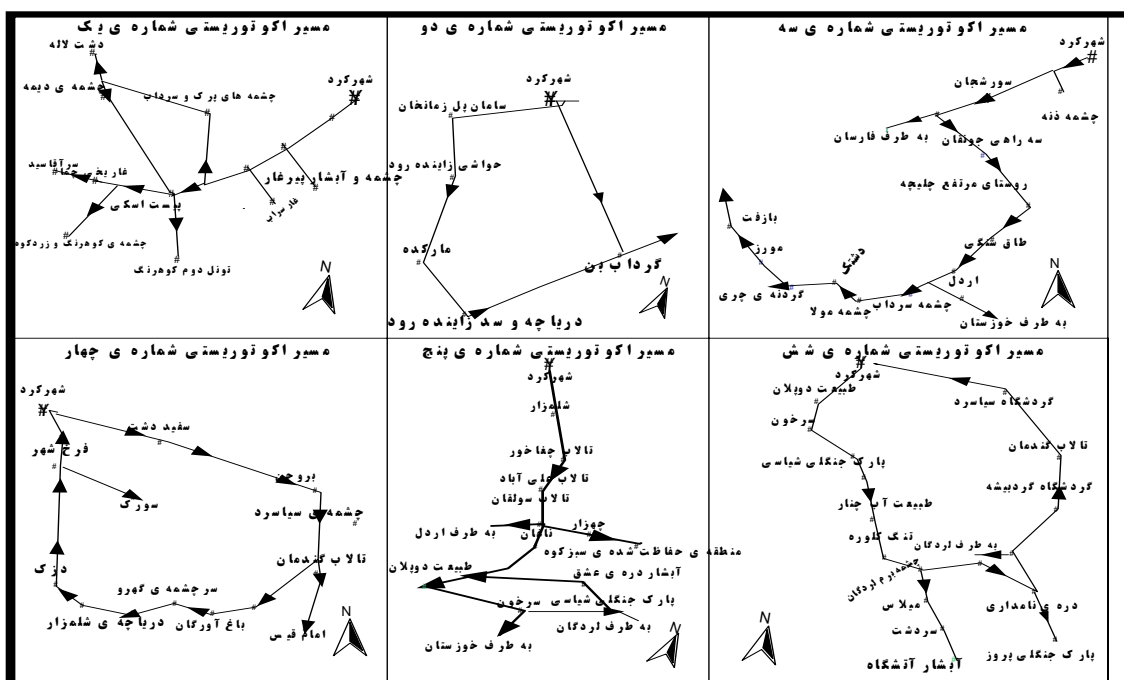 مسیر اکوتوریستی شماره ی یک
دشت لاله
شهرکرد
چشمه ی دیمه
چشمه های برک و سرداب
سرآقاسید
غار یخی چما
چشمه و آبشار پیرغار
پیست اسکی
غار سراب
چشمه ی کوهرنگ و زردکوه
تونل دوم کوهرنگ
N
مسیر اکوتوریستی شماره ی دو
شهرکرد
سامان پل زمانخان
حواشی زاینده رود
مارکده
گرداب بن
دریاچه و سد زاینده رود
N
مسیر اکوتوریستی شماره ی سه
شهرکرد
سورشجان
چشمه ذنه
به طرف فارسان
سه راهی جونقان
روستای مرتفع چلیچه
بازفت
طاق سنگی
مورز
دشتک
اردل
گردنه ی چری
چشمه سرداب
چشمه مولا
به طرف خوزستان
N
مسیر اکوتوریستی شماره ی چهار
شهرکرد
سفید دشت
فرخ شهر
بروجن
سورک
چشمه ی سیاسرد
تالاب گندمان
دزک
سرچشمه ی گهرو
باغ آورگان
دریاچه ی شلمزار
امام قیس
N
مسیر اکوتوریستی شماره ی پنج
شهرکرد
شلمزار
تالاب چغاخور
تالاب علی آباد
تالاب سولقان
چهزار
به طرف اردل
ناغان
منطقه ی حفاظت شده ی سبزکوه
طبیعت دوپلان
آبشار دره ی عشق
پارک جنگلی شیاسی
سرخون
به طرف لردگان
به طرف خوزستان
N
مسیر اکوتوریستی شماره ی شش
شهرکرد
طبیعت دوپلان
گردشگاه سیاسرد
سرخون
تالاب گندمان
پارک جنگلی شیاسی
گردشگاه گردبیشه
طبیعت آب چنار
تنگ کلوره
به طرف لردگان
چشمه برم لردگان
میلاس
دره ی نامداری
سردشت
پارک جنگلی پروز
آبشار آتشگاه
N